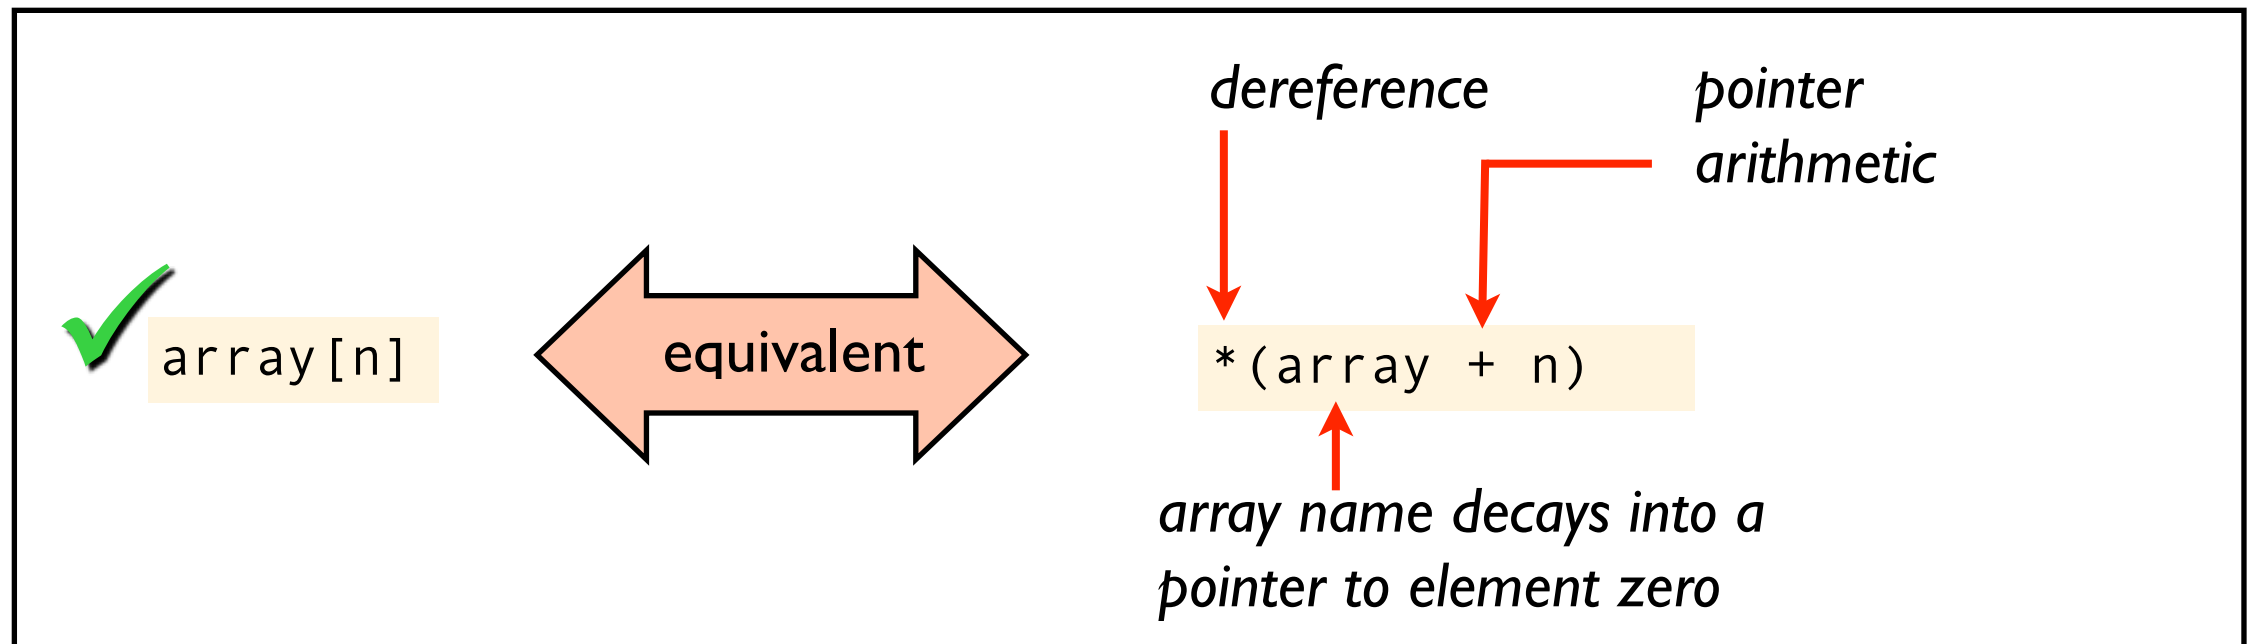 dereference
pointer
arithmetic
array[n]
equivalent
*(array + n)
array name decays into a
pointer to element zero